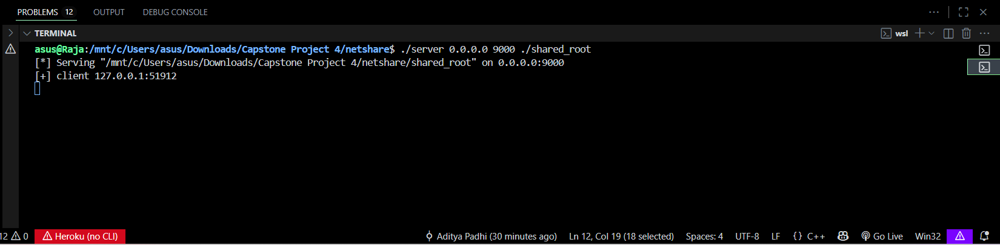 PROBLEMS 12 OUTPUT DEBUG CONSOLE
TERMINAL wsl
asus@Raja:/mnt/c/Users/asus/Downloads/Capstone Project 4/netshare$ ./server 0.0.0.0 9000 ./shared_root
[*] Serving "/mnt/c/Users/asus/Downloads/Capstone Project 4/netshare/shared_root" on 0.0.0.0:9000
[+] client 127.0.0.1:51912
12 0 Heroku (no CLI) Aditya Padhi (30 minutes ago) Ln 12, Col 19 (18 selected) Spaces: 4 UTF-8 LF {} C++ Go Live Win32